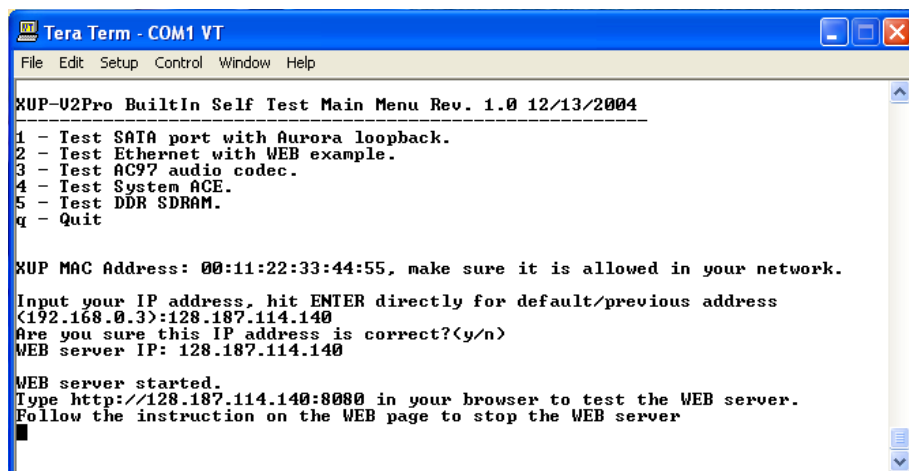 Tera Term - COM1 VT
File Edit Setup Control Window Help
XUP-V2Pro BuiltIn Self Test Main Menu Rev. 1.0 12/13/2004
----------------------------------------------------------
1 - Test SATA port with Aurora loopback.
2 - Test Ethernet with WEB example.
3 - Test AC97 audio codec.
4 - Test System ACE.
5 - Test DDR SDRAM.
q - Quit
XUP MAC Address: 00:11:22:33:44:55, make sure it is allowed in your network.
Input your IP address, hit ENTER directly for default/previous address
(192.168.0.3):128.187.114.140
Are you sure this IP address is correct?(y/n)
WEB server IP: 128.187.114.140
WEB server started.
Type http://128.187.114.140:8080 in your browser to test the WEB server.
Follow the instruction on the WEB page to stop the WEB server